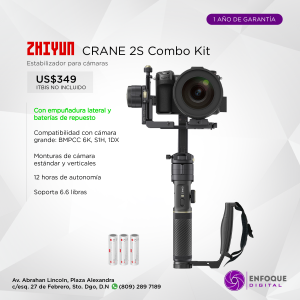 1 AÑO DE GARANTÍA
ZHIYUN CRANE 2S Combo Kit
Estabilizador para cámaras
US$349
ITBIS NO INCLUIDO
Con empuñadura lateral y
baterías de repuesto
Compatibilidad con cámara
grande: BMPCC 6K, S1H, 1DX
Monturas de cámara
estándar y verticales
12 horas de autonomía
Soporta 6.6 libras
Av. Abrahan Lincoln, Plaza Alexandra
c/esq. 27 de Febrero, Sto. Dgo, D.N (809) 289 7189
ENFOQUE
DIGITAL